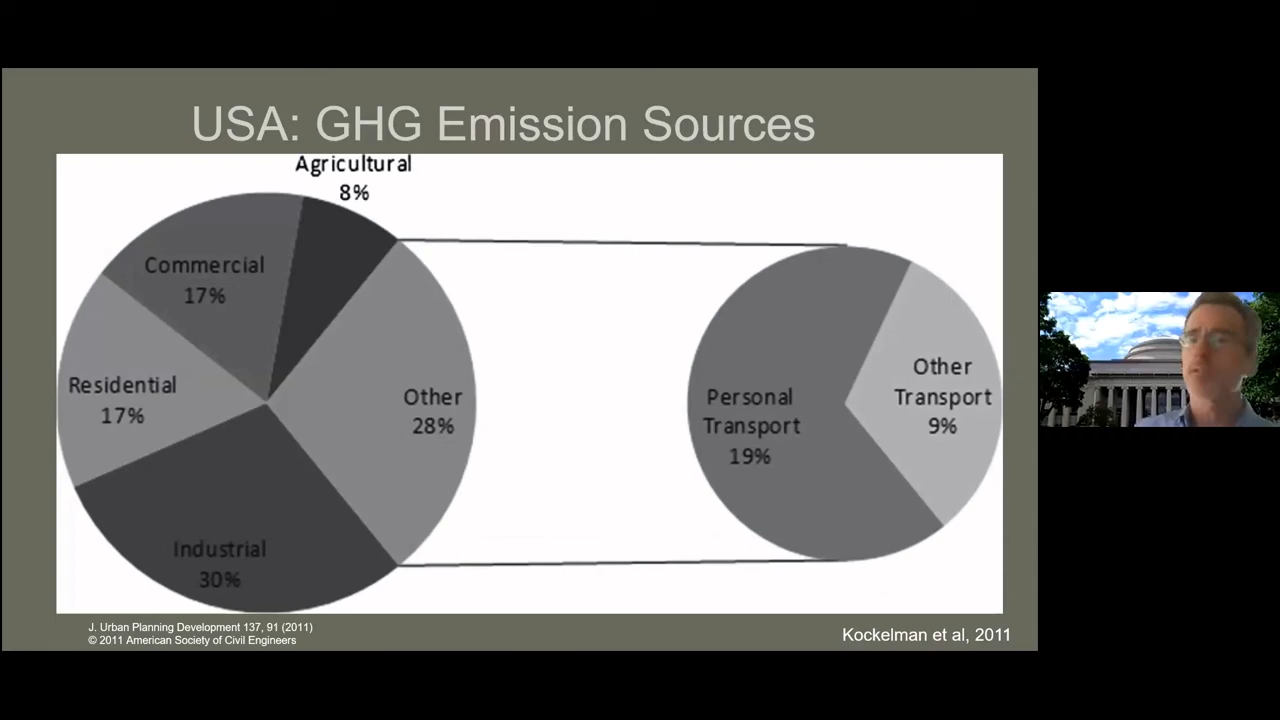 USA: GHG Emission Sources
Agricultural
8%
Commercial
17%
Residential
17%
Other
28%
Industrial
30%
Personal
Transport
19%
Other
Transport
9%
J. Urban Planning Development 137, 91 (2011)
© 2011 American Society of Civil Engineers
Kockelman et al, 2011